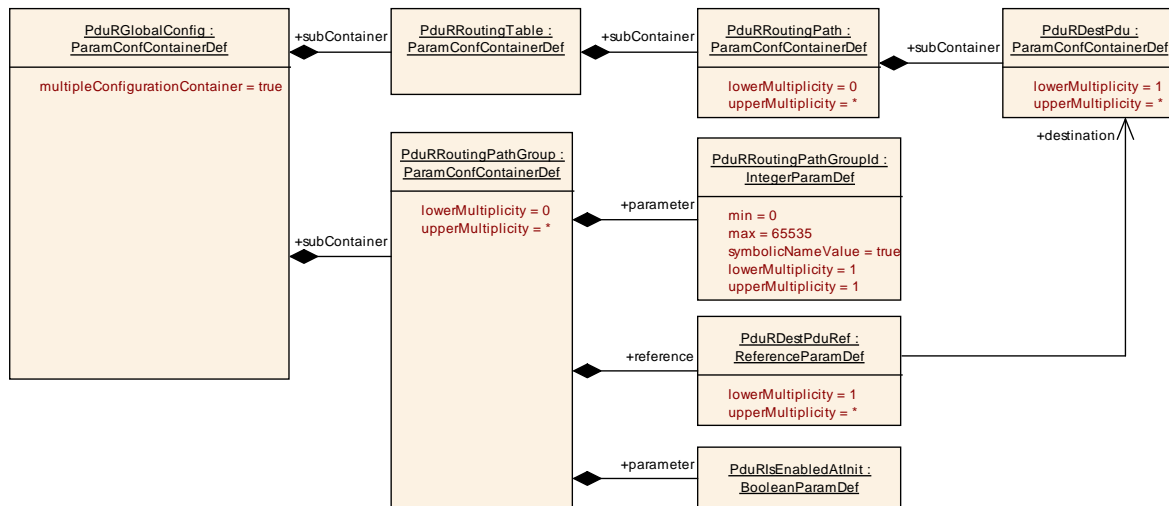 PduRGlobalConfig :
ParamConfContainerDef
multipleConfigurationContainer = true
+subContainer
PduRRoutingTable :
ParamConfContainerDef
+subContainer
PduRRoutingPath :
ParamConfContainerDef
lowerMultiplicity = 0
upperMultiplicity = *
+subContainer
PduRDestPdu :
ParamConfContainerDef
lowerMultiplicity = 1
upperMultiplicity = *
+destination
+subContainer
PduRRoutingPathGroup :
ParamConfContainerDef
lowerMultiplicity = 0
upperMultiplicity = *
+parameter
PduRRoutingPathGroupId :
IntegerParamDef
min = 0
max = 65535
symbolicNameValue = true
lowerMultiplicity = 1
upperMultiplicity = 1
+reference
PduRDestPduRef :
ReferenceParamDef
lowerMultiplicity = 1
upperMultiplicity = *
+parameter
PduRIsEnabledAtInit :
BooleanParamDef